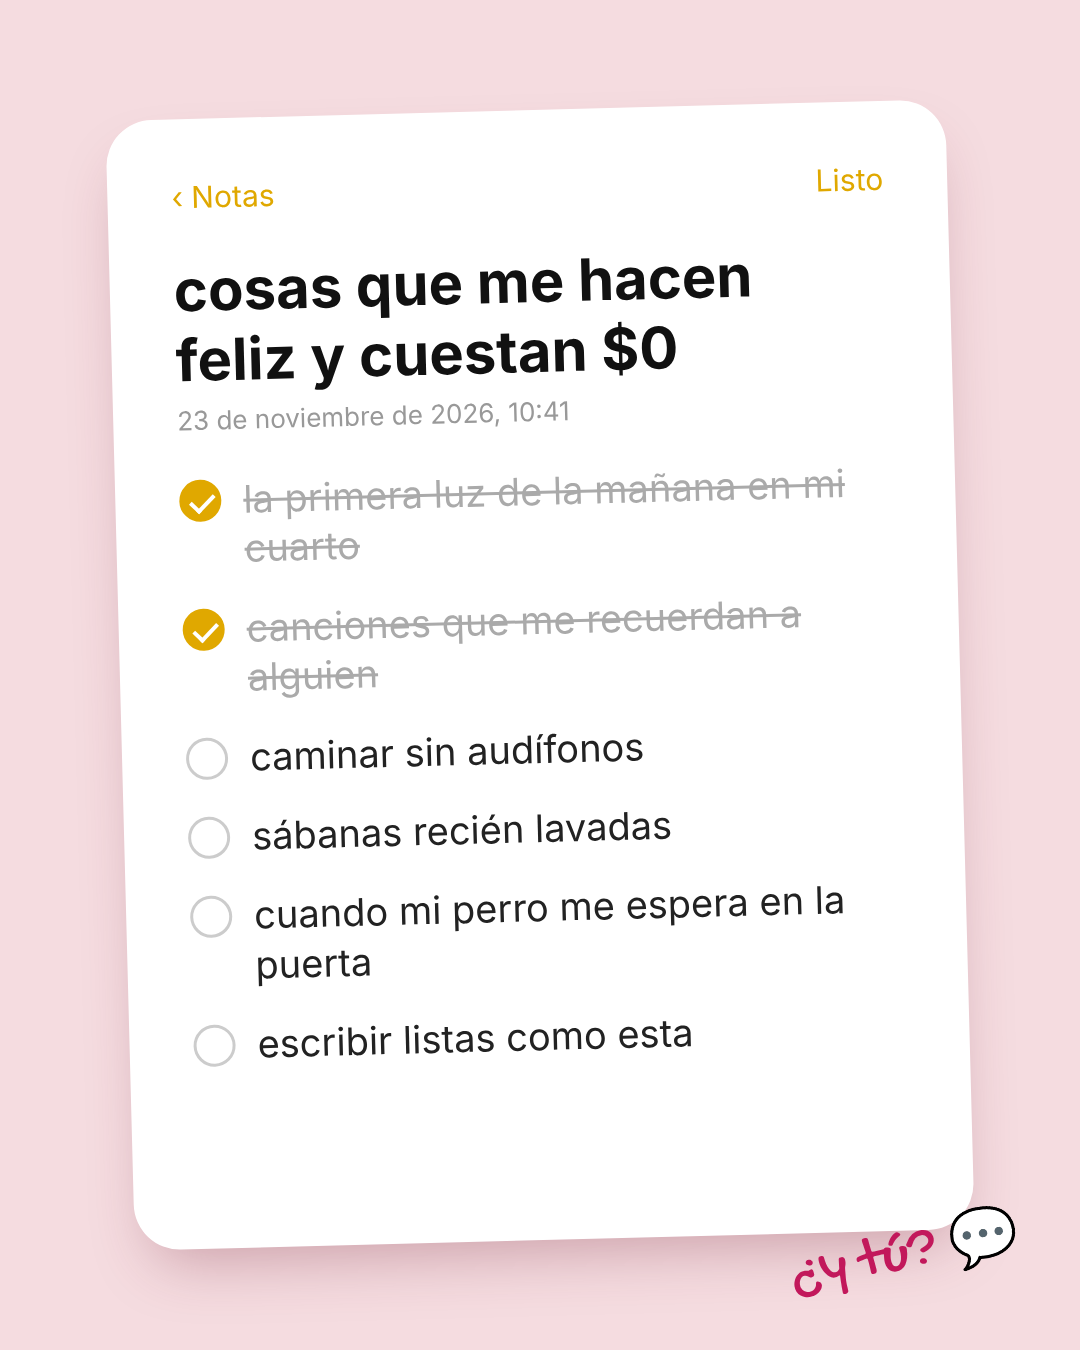 ‹ Notas
Listo
cosas que me hacen
feliz y cuestan $0
23 de noviembre de 2026, 10:41
la primera luz de la mañana en mi
cuarto
canciones que me recuerdan a
alguien
caminar sin audífonos
sábanas recién lavadas
cuando mi perro me espera en la
puerta
escribir listas como esta
¿y tú? 💬